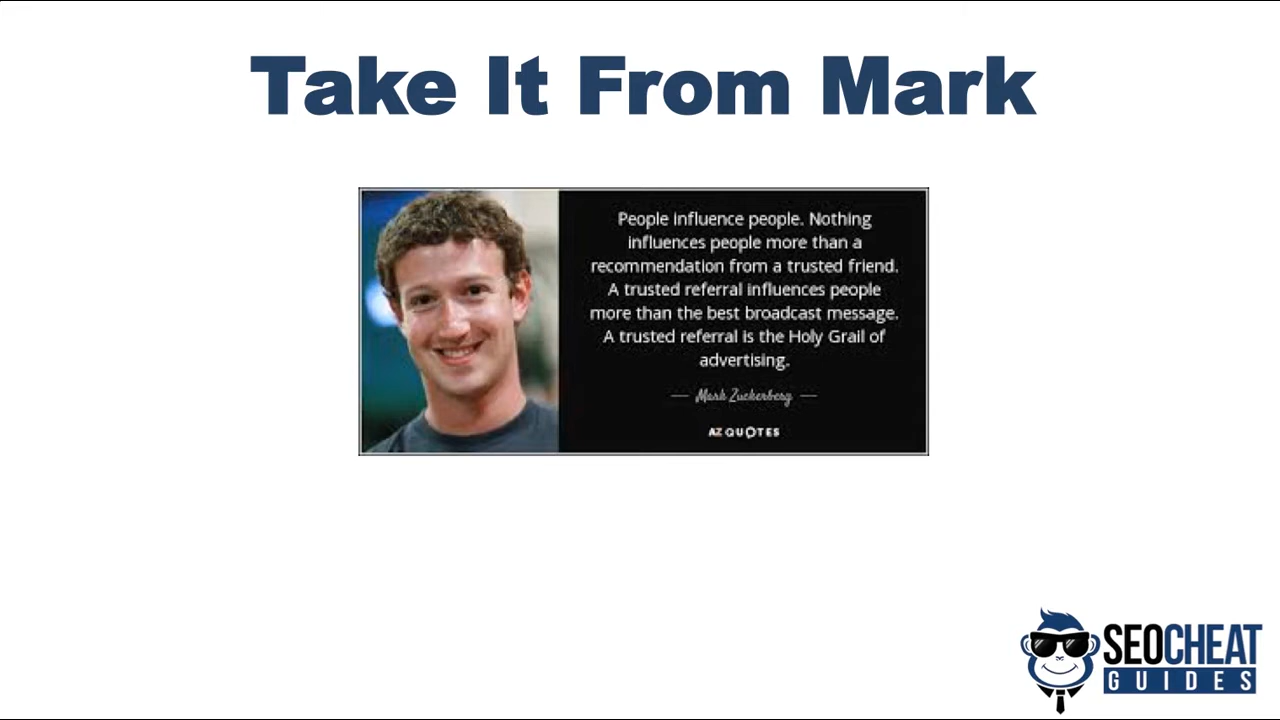 Take It From Mark
People influence people. Nothing
influences people more than a
recommendation from a trusted friend.
A trusted referral influences people
more than the best broadcast message.
A trusted referral is the Holy Grail of
advertising.
— Mark Zuckerberg —
AZ QUOTES
SEOCHEAT
GUIDES